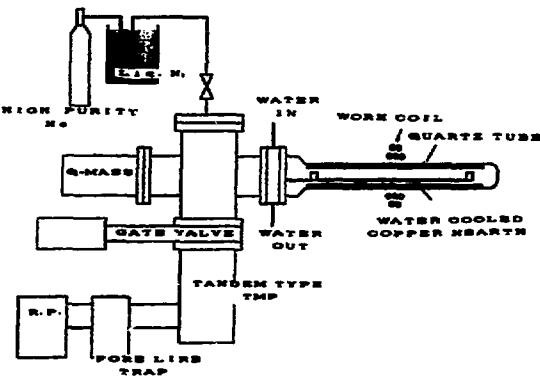 LIQ. N₂
HIGH PURITY
He
WATER
IN
WORK COIL
QUARTZ TUBE
Q-MASS
GATE VALVE
WATER
OUT
WATER COOLED
COPPER HEARTH
TANDEM TYPE
TMP
R.P.
FORE LINE
TRAP